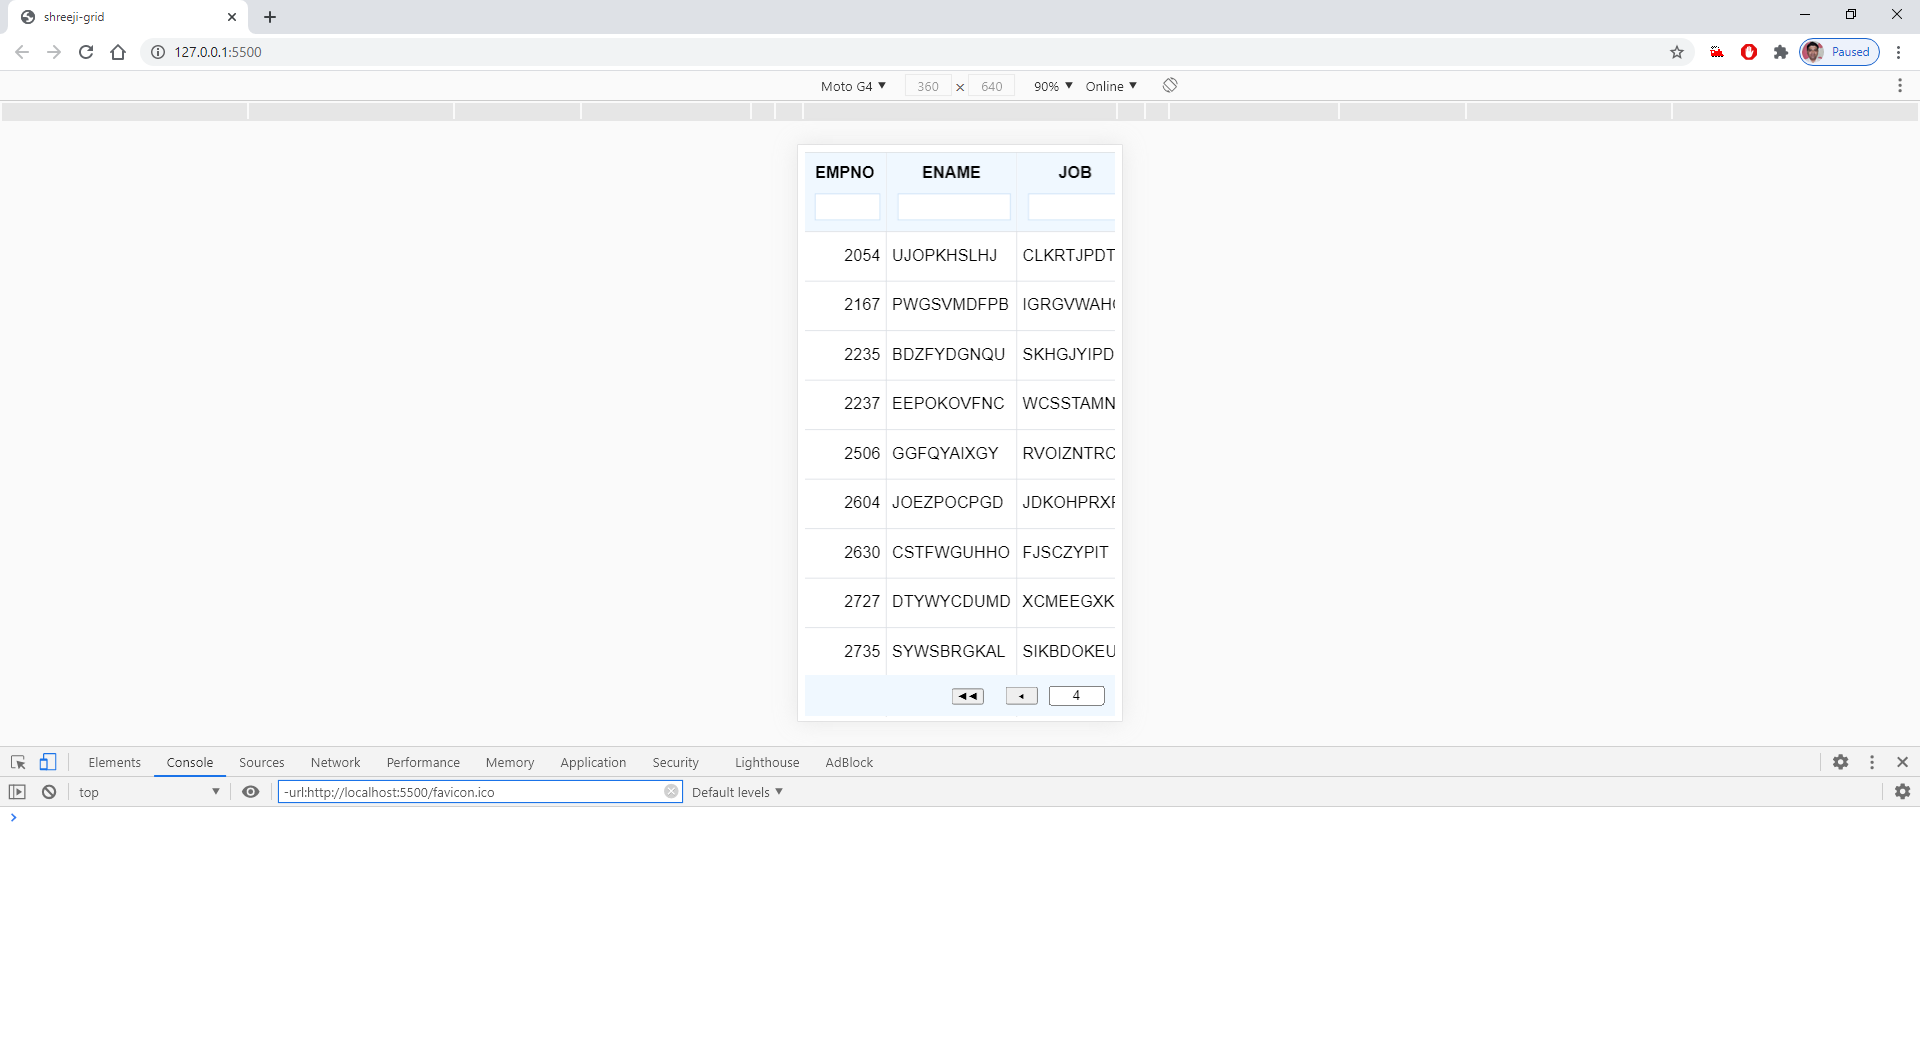 shreeji-grid
127.0.0.1:5500
Paused
Moto G4 360 × 640 90% Online
EMPNO ENAME JOB
2054 UJOPKHSLHJ CLKRTJPDT
2167 PWGSVMDFPB IGRGVWAH
2235 BDZFYDGNQU SKHGJYIPD
2237 EEPOKOVFNC WCSSTAMN
2506 GGFQYAIXGY RVOIZNTRC
2604 JOEZPOCPGD JDKOHPRX
2630 CSTFWGUHHO FJSCZYPIT
2727 DTYWYCDUMD XCMEEGXK
2735 SYWSBRGKAL SIKBDOKEU
4
Elements Console Sources Network Performance Memory Application Security Lighthouse AdBlock
top -url:http://localhost:5500/favicon.ico Default levels